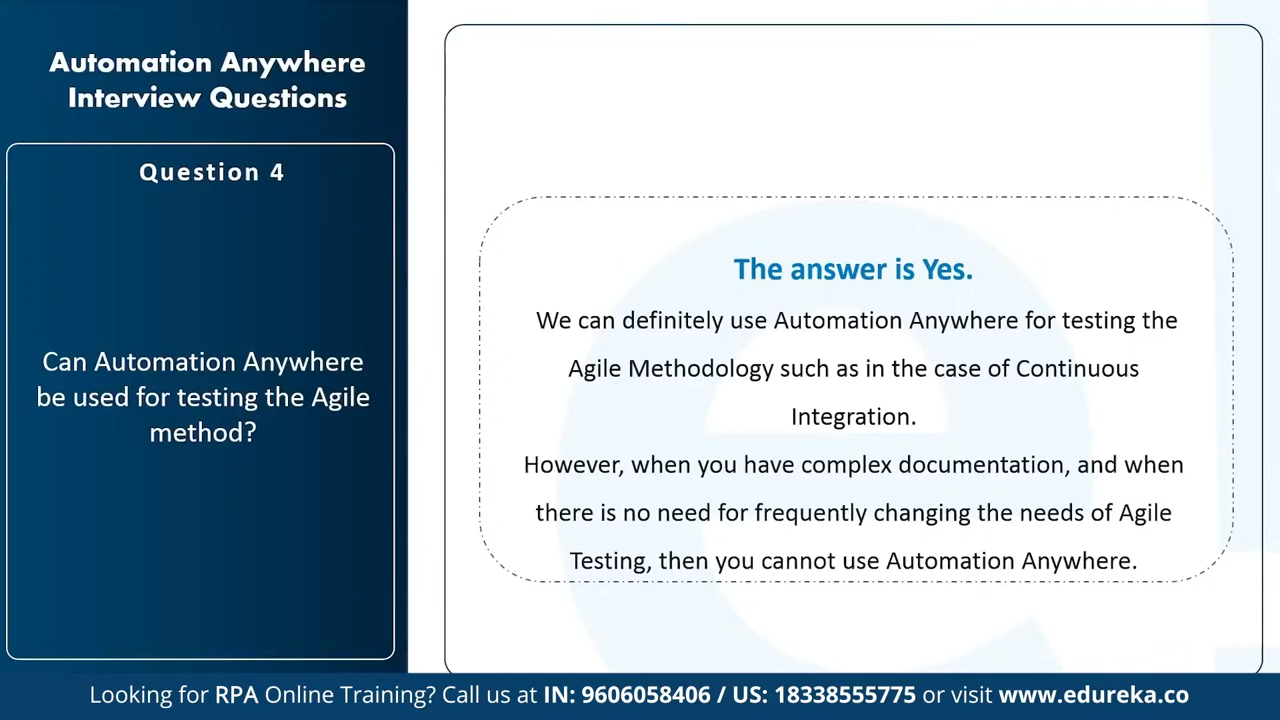 Automation Anywhere
Interview Questions
Question 4
Can Automation Anywhere
be used for testing the Agile
method?
The answer is Yes.
We can definitely use Automation Anywhere for testing the
Agile Methodology such as in the case of Continuous
Integration.
However, when you have complex documentation, and when
there is no need for frequently changing the needs of Agile
Testing, then you cannot use Automation Anywhere.
Looking for RPA Online Training? Call us at IN: 9606058406 / US: 18338555775 or visit www.edureka.co